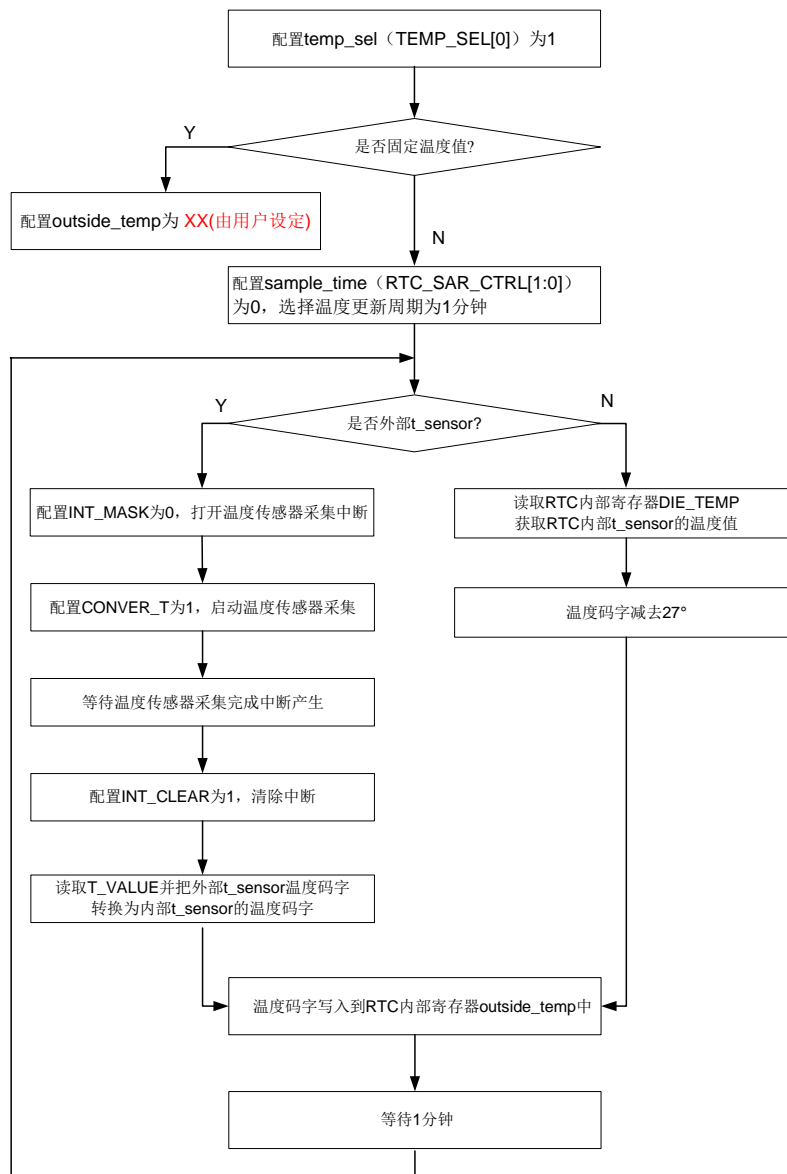 配置temp_sel（TEMP_SEL[0]）为1
是否固定温度值?
Y
配置outside_temp为 XX(由用户设定)
N
配置sample_time（RTC_SAR_CTRL[1:0]）
为0，选择温度更新周期为1分钟
是否外部t_sensor?
Y
N
配置INT_MASK为0，打开温度传感器采集中断
读取RTC内部寄存器DIE_TEMP
获取RTC内部t_sensor的温度值
配置CONVER_T为1，启动温度传感器采集
温度码字减去27°
等待温度传感器采集完成中断产生
配置INT_CLEAR为1，清除中断
读取T_VALUE并把外部t_sensor温度码字
转换为内部t_sensor的温度码字
温度码字写入到RTC内部寄存器outside_temp中
等待1分钟